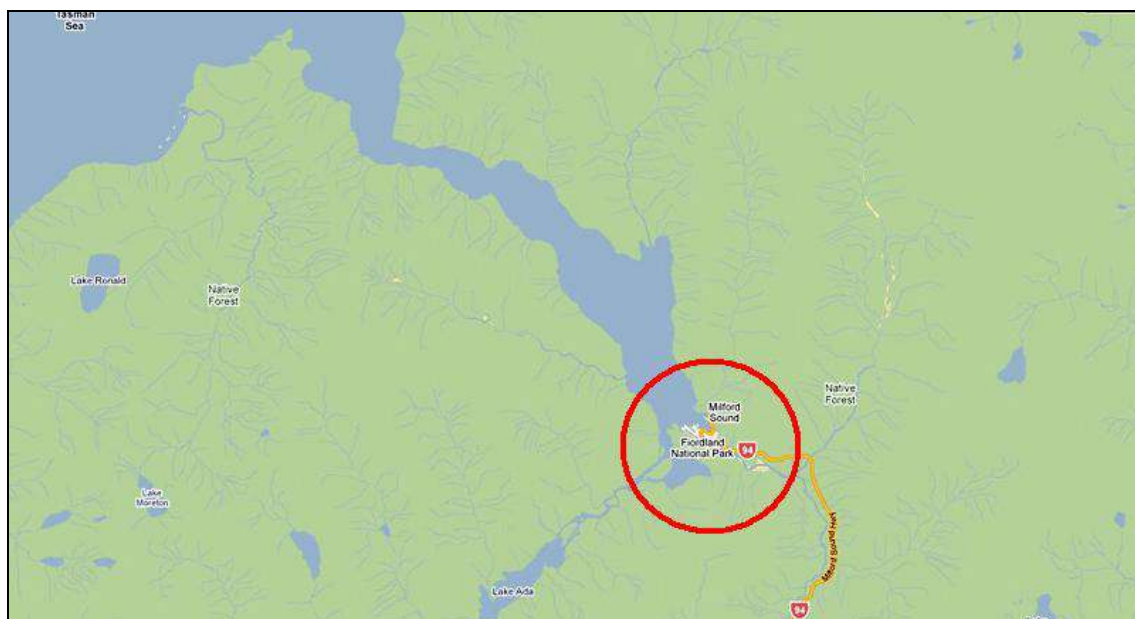 Tasman
Sea
Lake Ronald
Native
Forest
Milford
Sound
Native
Forest
Fiordland
National Park
94
Lake
Moreton
Milford Sound Hwy
Lake Ada
94